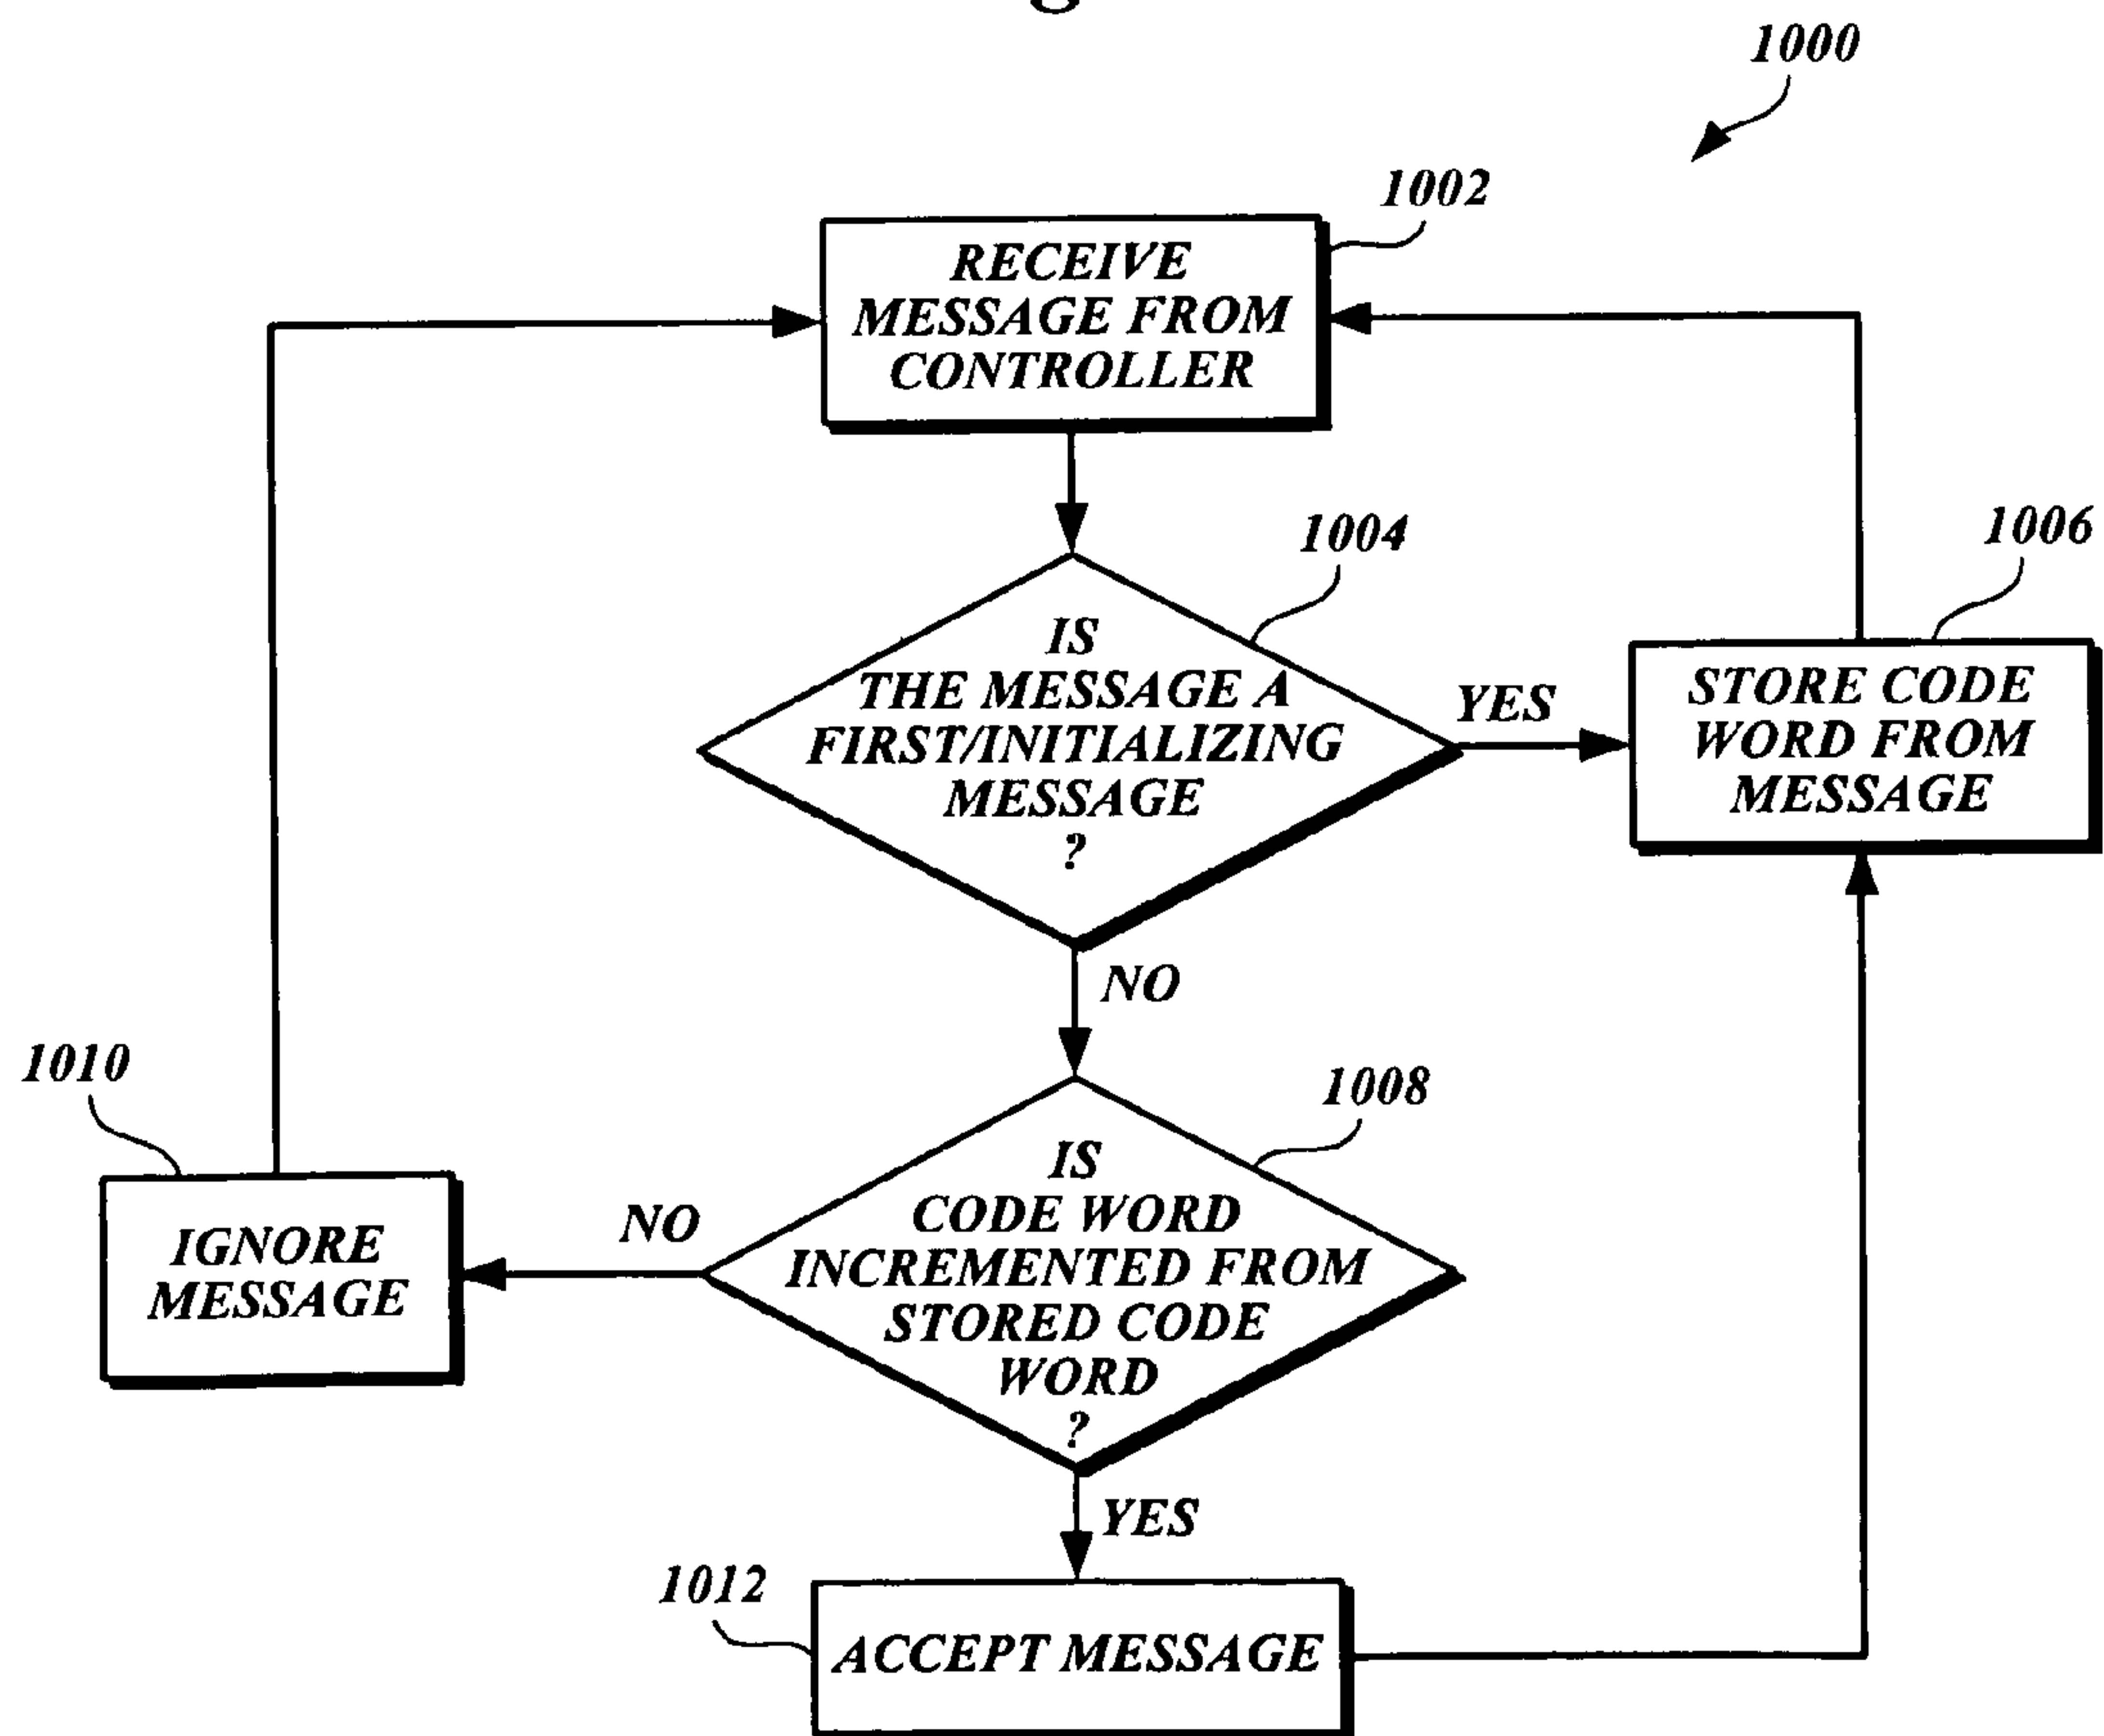 1000
1002
RECEIVE
MESSAGE FROM
CONTROLLER
1004
IS
THE MESSAGE A
FIRST/INITIALIZING
MESSAGE
?
YES
1006
STORE CODE
WORD FROM
MESSAGE
NO
1008
IS
CODE WORD
INCREMENTED FROM
STORED CODE
WORD
?
NO
1010
IGNORE
MESSAGE
YES
1012
ACCEPT MESSAGE